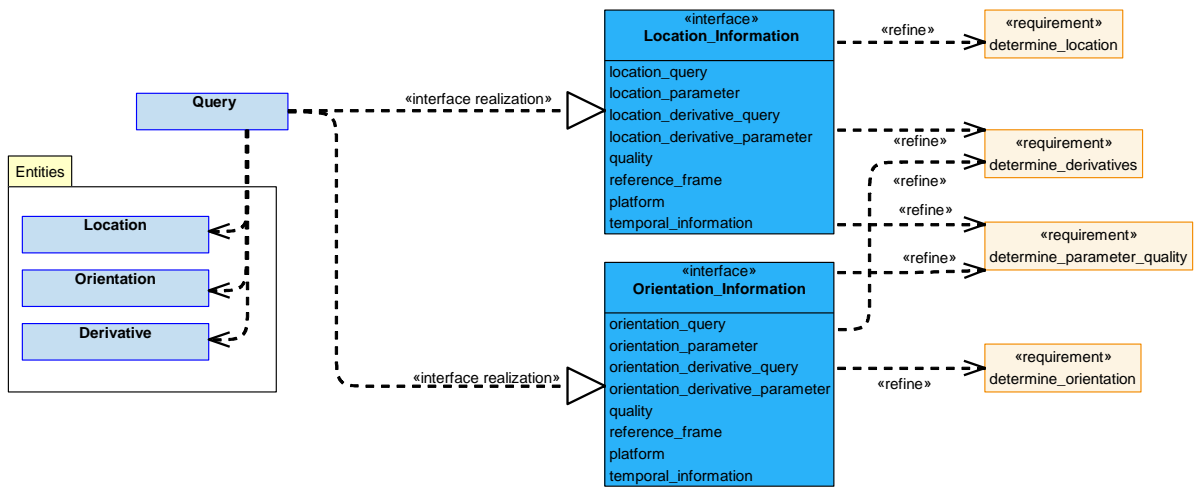 Query
Entities
Location
Orientation
Derivative
«interface realization»
«interface realization»
«interface»
Location_Information
location_query
location_parameter
location_derivative_query
location_derivative_parameter
quality
reference_frame
platform
temporal_information
«interface»
Orientation_Information
orientation_query
orientation_parameter
orientation_derivative_query
orientation_derivative_parameter
quality
reference_frame
platform
temporal_information
«refine»
«refine»
«refine»
«refine»
«refine»
«refine»
«requirement»
determine_location
«requirement»
determine_derivatives
«requirement»
determine_parameter_quality
«requirement»
determine_orientation